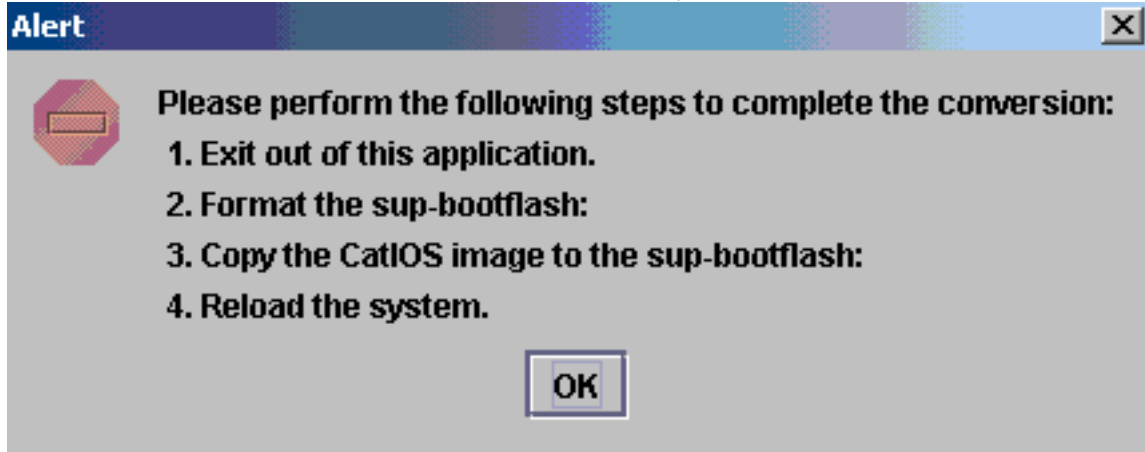 Alert
Please perform the following steps to complete the conversion:
1. Exit out of this application.
2. Format the sup-bootflash:
3. Copy the CatIOS image to the sup-bootflash:
4. Reload the system.
OK